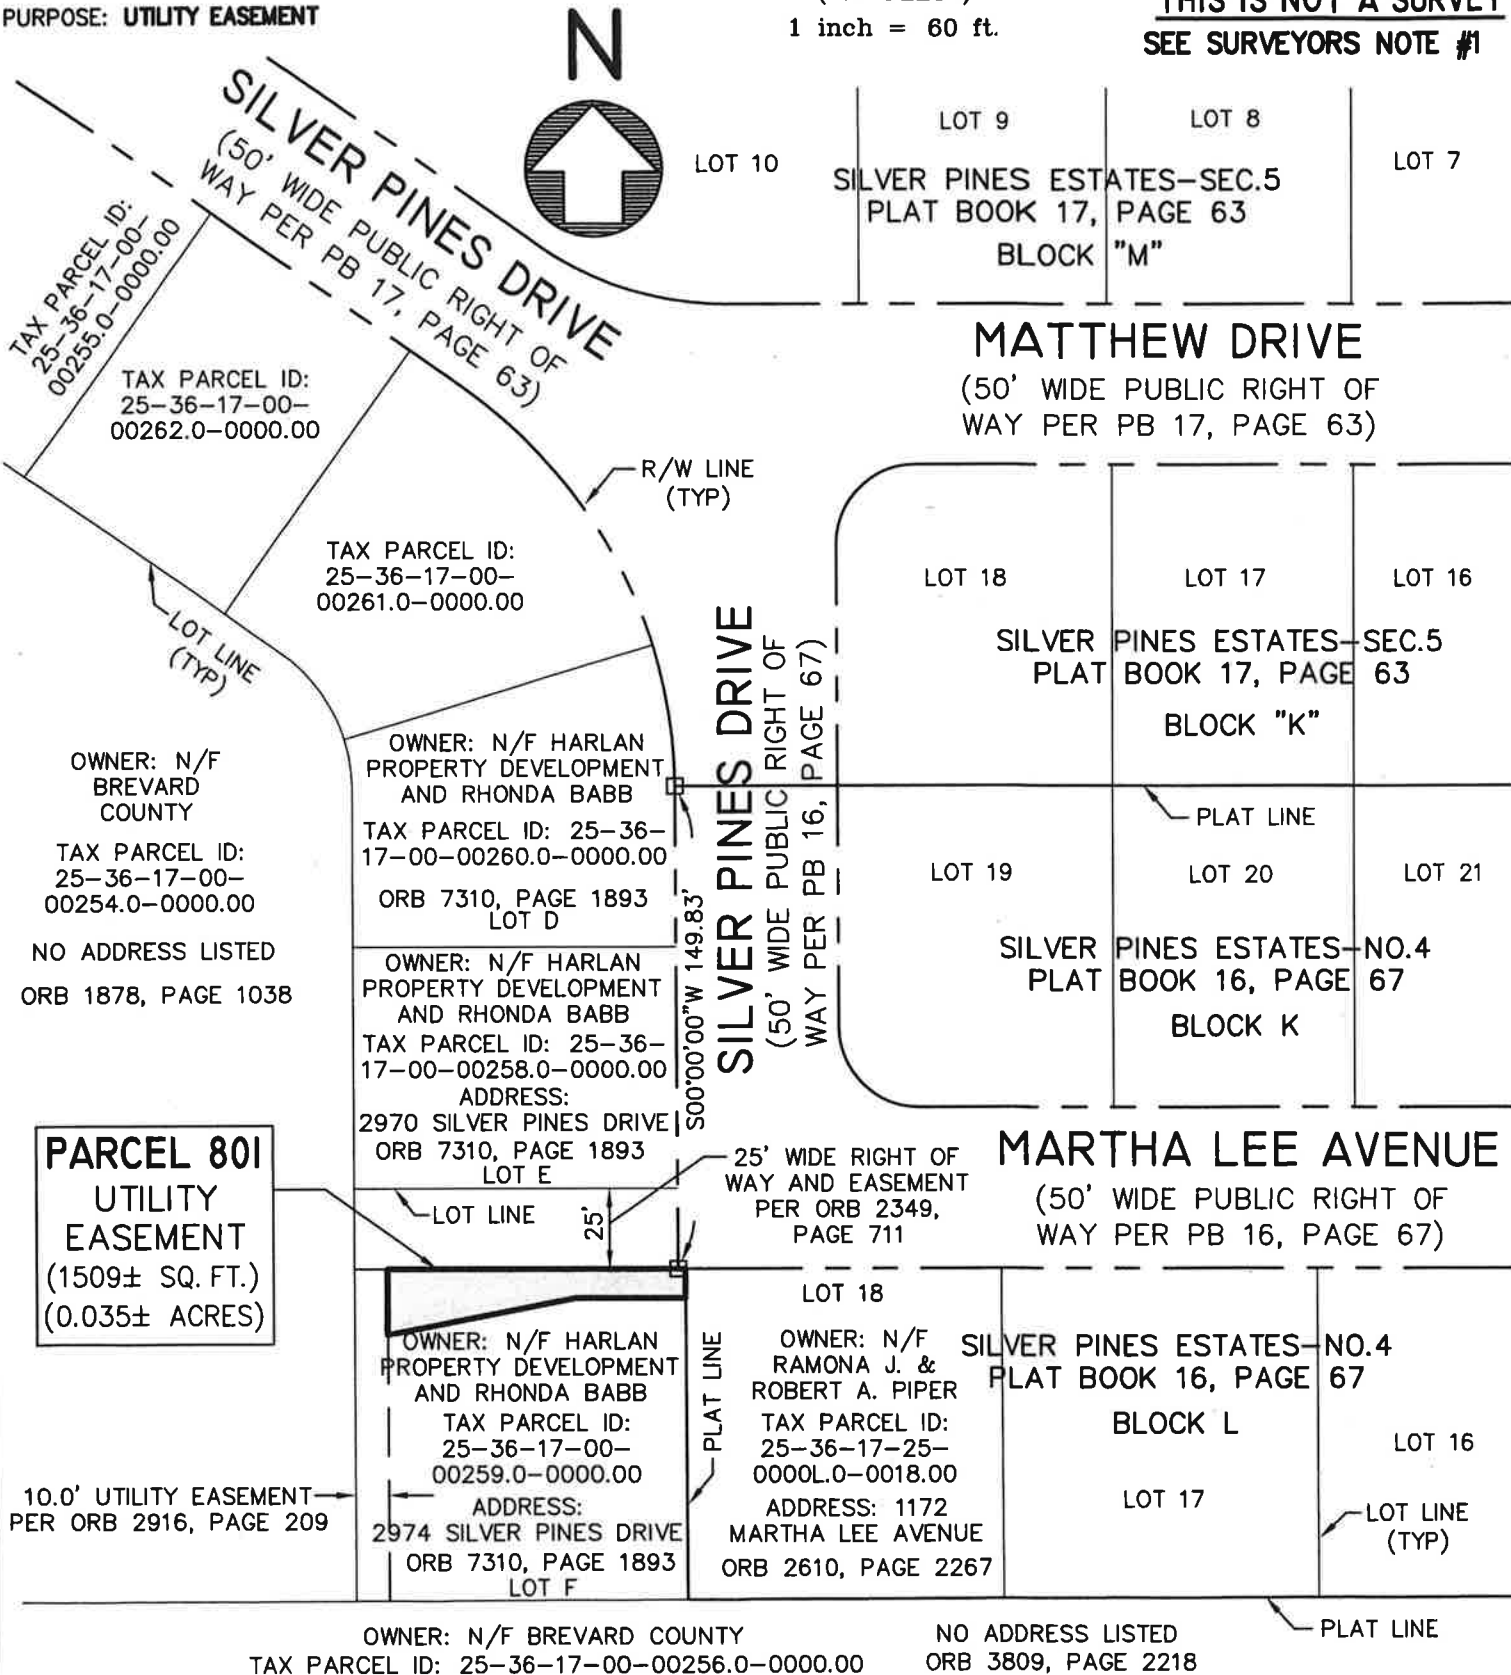 PURPOSE: UTILITY EASEMENT
1 inch = 60 ft.
THIS IS NOT A SURVEY
SEE SURVEYORS NOTE #1
N
SILVER PINES DRIVE
(50' WIDE PUBLIC RIGHT OF
WAY PER PB 17, PAGE 63)
LOT 10
LOT 9
LOT 8
LOT 7
SILVER PINES ESTATES-SEC.5
PLAT BOOK 17, PAGE 63
BLOCK "M"
TAX PARCEL ID:
25-36-17-00-
00255.0-0000.00
TAX PARCEL ID:
25-36-17-00-
00262.0-0000.00
MATTHEW DRIVE
(50' WIDE PUBLIC RIGHT OF
WAY PER PB 17, PAGE 63)
R/W LINE
(TYP)
TAX PARCEL ID:
25-36-17-00-
00261.0-0000.00
LOT LINE
(TYP)
LOT 18
LOT 17
LOT 16
SILVER PINES ESTATES-SEC.5
PLAT BOOK 17, PAGE 63
BLOCK "K"
SILVER PINES DRIVE
(50' WIDE PUBLIC RIGHT OF
WAY PER PB 16, PAGE 67)
OWNER: N/F
BREVARD
COUNTY
TAX PARCEL ID:
25-36-17-00-
00254.0-0000.00
NO ADDRESS LISTED
ORB 1878, PAGE 1038
OWNER: N/F HARLAN
PROPERTY DEVELOPMENT
AND RHONDA BABB
TAX PARCEL ID: 25-36-
17-00-00260.0-0000.00
ORB 7310, PAGE 1893
LOT D
PLAT LINE
LOT 19
LOT 20
LOT 21
SILVER PINES ESTATES-NO.4
PLAT BOOK 16, PAGE 67
BLOCK K
S00°00'00"W 149.83'
OWNER: N/F HARLAN
PROPERTY DEVELOPMENT
AND RHONDA BABB
TAX PARCEL ID: 25-36-
17-00-00258.0-0000.00
ADDRESS:
2970 SILVER PINES DRIVE
ORB 7310, PAGE 1893
LOT E
PARCEL 801
UTILITY
EASEMENT
(1509± SQ. FT.)
(0.035± ACRES)
LOT LINE
25'
25' WIDE RIGHT OF
WAY AND EASEMENT
PER ORB 2349,
PAGE 711
MARTHA LEE AVENUE
(50' WIDE PUBLIC RIGHT OF
WAY PER PB 16, PAGE 67)
OWNER: N/F HARLAN
PROPERTY DEVELOPMENT
AND RHONDA BABB
TAX PARCEL ID:
25-36-17-00-
00259.0-0000.00
ADDRESS:
2974 SILVER PINES DRIVE
ORB 7310, PAGE 1893
LOT F
PLAT LINE
LOT 18
OWNER: N/F
RAMONA J. &
ROBERT A. PIPER
TAX PARCEL ID:
25-36-17-25-
0000L.0-0018.00
ADDRESS: 1172
MARTHA LEE AVENUE
ORB 2610, PAGE 2267
SILVER PINES ESTATES-NO.4
PLAT BOOK 16, PAGE 67
BLOCK L
LOT 17
LOT 16
LOT LINE
(TYP)
10.0' UTILITY EASEMENT
PER ORB 2916, PAGE 209
PLAT LINE
OWNER: N/F BREVARD COUNTY
TAX PARCEL ID: 25-36-17-00-00256.0-0000.00
NO ADDRESS LISTED
ORB 3809, PAGE 2218